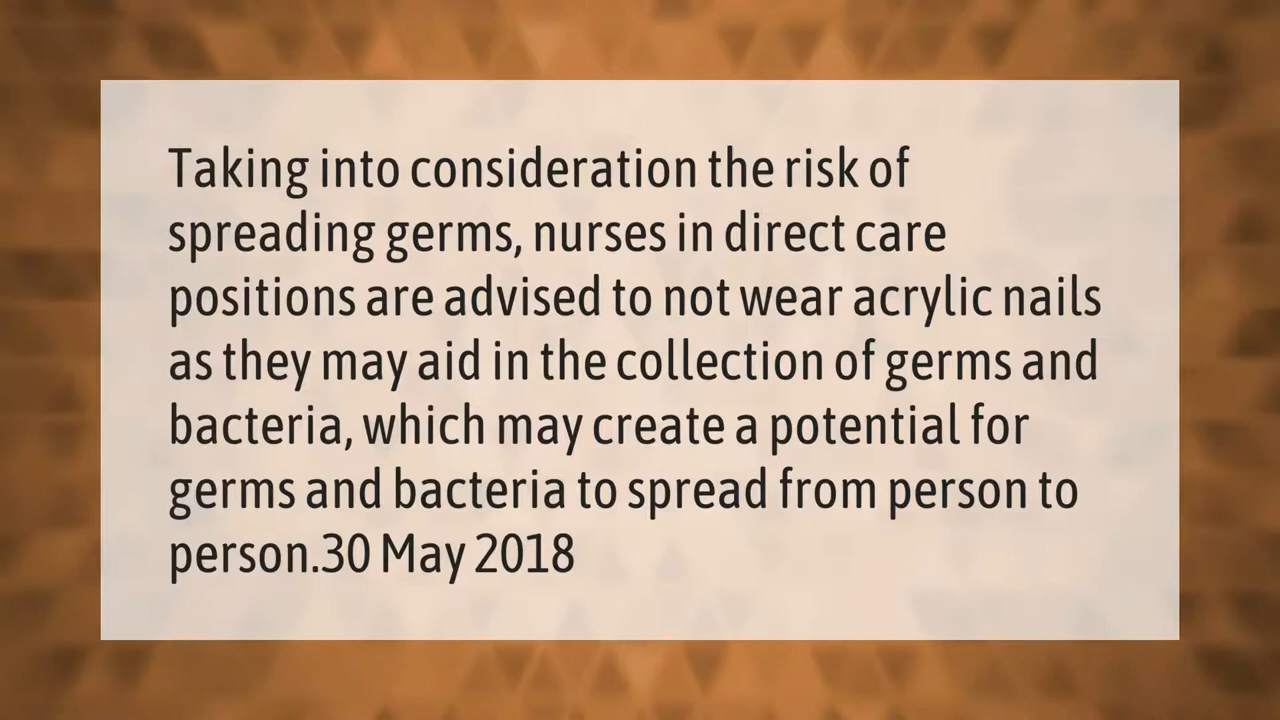 Taking into consideration the risk of
spreading germs, nurses in direct care
positions are advised to not wear acrylic nails
as they may aid in the collection of germs and
bacteria, which may create a potential for
germs and bacteria to spread from person to
person.30 May 2018